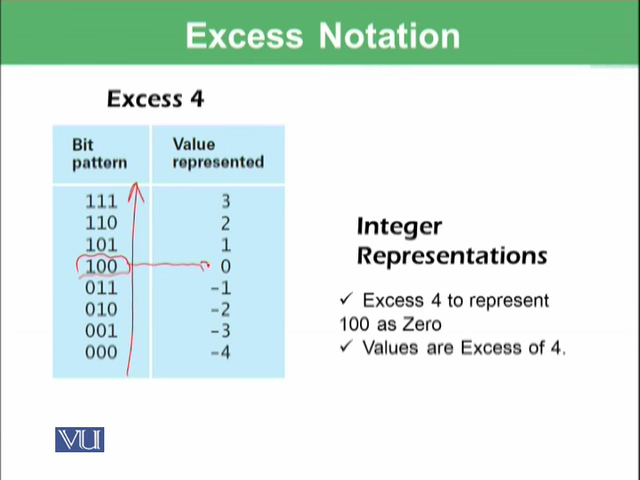 Excess Notation
Excess 4
Bit pattern
Value represented
111 3
110 2
101 1
100 0
011 -1
010 -2
001 -3
000 -4
Integer
Representations
✓ Excess 4 to represent
100 as Zero
✓ Values are Excess of 4.
VU